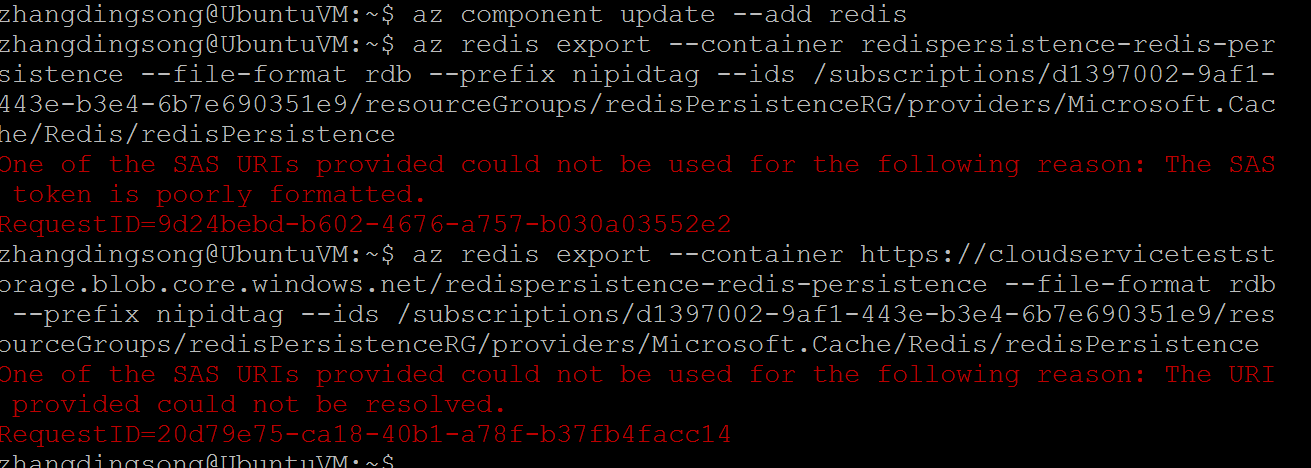 zhangdingsong@UbuntuVM:~$ az component update --add redis
zhangdingsong@UbuntuVM:~$ az redis export --container redispersistence-redis-per
sistence --file-format rdb --prefix nipidtag --ids /subscriptions/d1397002-9af1-
443e-b3e4-6b7e690351e9/resourceGroups/redisPersistenceRG/providers/Microsoft.Cac
he/Redis/redisPersistence
One of the SAS URIs provided could not be used for the following reason: The SAS
 token is poorly formatted.
RequestID=9d24bebd-b602-4676-a757-b030a03552e2
zhangdingsong@UbuntuVM:~$ az redis export --container https://cloudservicetestst
orage.blob.core.windows.net/redispersistence-redis-persistence --file-format rdb
 --prefix nipidtag --ids /subscriptions/d1397002-9af1-443e-b3e4-6b7e690351e9/res
ourceGroups/redisPersistenceRG/providers/Microsoft.Cache/Redis/redisPersistence
One of the SAS URIs provided could not be used for the following reason: The URI
 provided could not be resolved.
RequestID=20d79e75-ca18-40b1-a78f-b37fb4facc14
zhangdingsong@UbuntuVM:~$